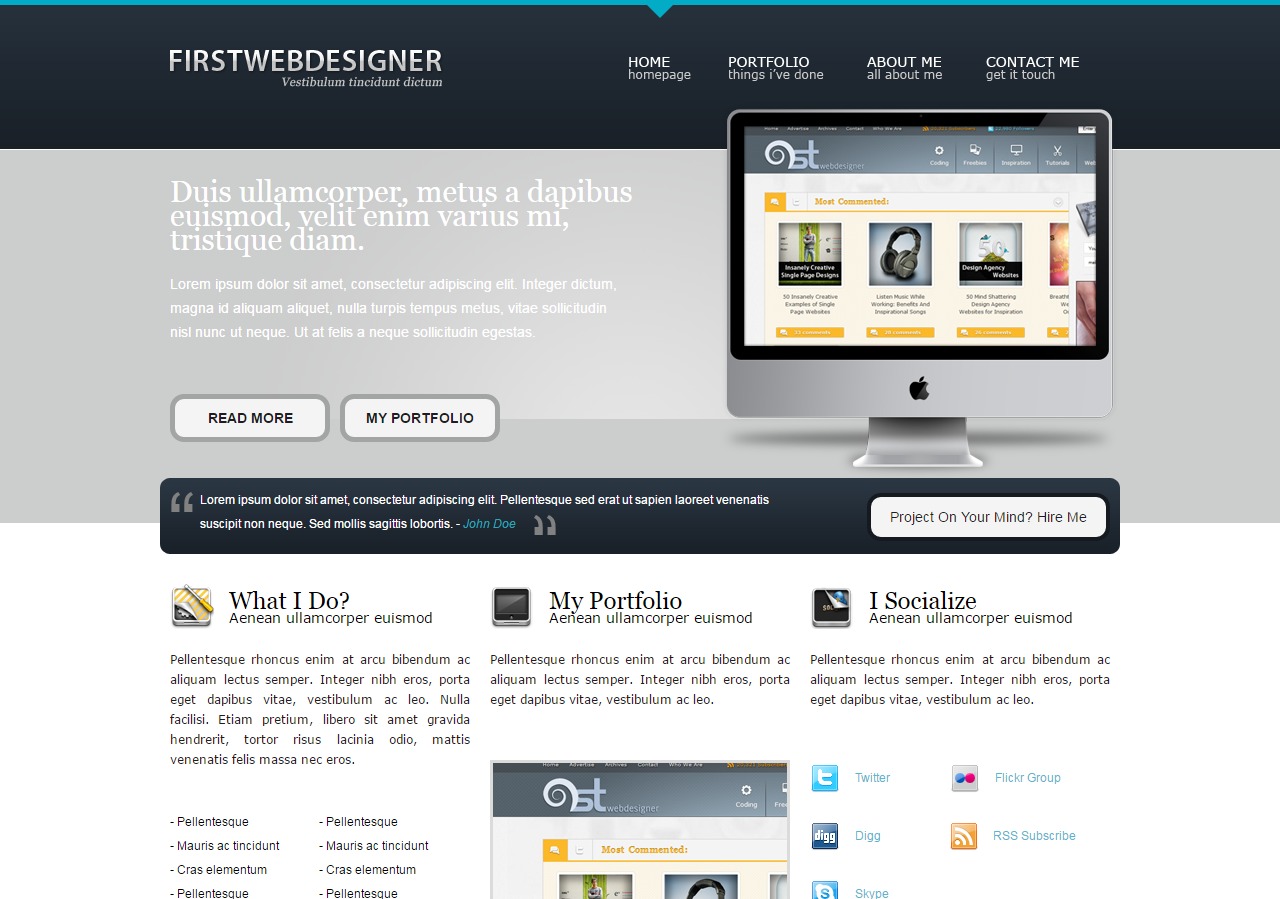 FIRSTWEBDESIGNER
Vestibulum tincidunt dictum
HOME
homepage
PORTFOLIO
things i've done
ABOUT ME
all about me
CONTACT ME
get it touch
Duis ullamcorper, metus a dapibus
euismod, velit enim varius mi,
tristique diam.
Lorem ipsum dolor sit amet, consectetur adipiscing elit. Integer dictum,
magna id aliquam aliquet, nulla turpis tempus metus, vitae sollicitudin
nisl nunc ut neque. Ut at felis a neque sollicitudin egestas.
READ MORE
MY PORTFOLIO
Home Advertise Archives Contact Who We Are
1st webdesigner
Coding Freebies Inspiration Tutorials
Most Commented:
Insanely Creative
Single Page Designs
Design Agency
Websites
50 Insanely Creative
Examples of Single
Page Websites
Listen Music While
Working: Benefits And
Inspirational Songs
50 Mind Shattering
Design Agency
Websites for Inspiration
“ Lorem ipsum dolor sit amet, consectetur adipiscing elit. Pellentesque sed erat ut sapien laoreet venenatis
suscipit non neque. Sed mollis sagittis lobortis. - John Doe ”
Project On Your Mind? Hire Me
What I Do?
Aenean ullamcorper euismod
Pellentesque rhoncus enim at arcu bibendum ac
aliquam lectus semper. Integer nibh eros, porta
eget dapibus vitae, vestibulum ac leo. Nulla
facilisi. Etiam pretium, libero sit amet gravida
hendrerit, tortor risus lacinia odio, mattis
venenatis felis massa nec eros.
- Pellentesque
- Mauris ac tincidunt
- Cras elementum
- Pellentesque
- Pellentesque
- Mauris ac tincidunt
- Cras elementum
- Pellentesque
My Portfolio
Aenean ullamcorper euismod
Pellentesque rhoncus enim at arcu bibendum ac
aliquam lectus semper. Integer nibh eros, porta
eget dapibus vitae, vestibulum ac leo.
Home Advertise Archives Contact Who We Are
1st webdesigner
Coding
Most Commented:
I Socialize
Aenean ullamcorper euismod
Pellentesque rhoncus enim at arcu bibendum ac
aliquam lectus semper. Integer nibh eros, porta
eget dapibus vitae, vestibulum ac leo.
Twitter
Flickr Group
digg Digg
RSS Subscribe
Skype